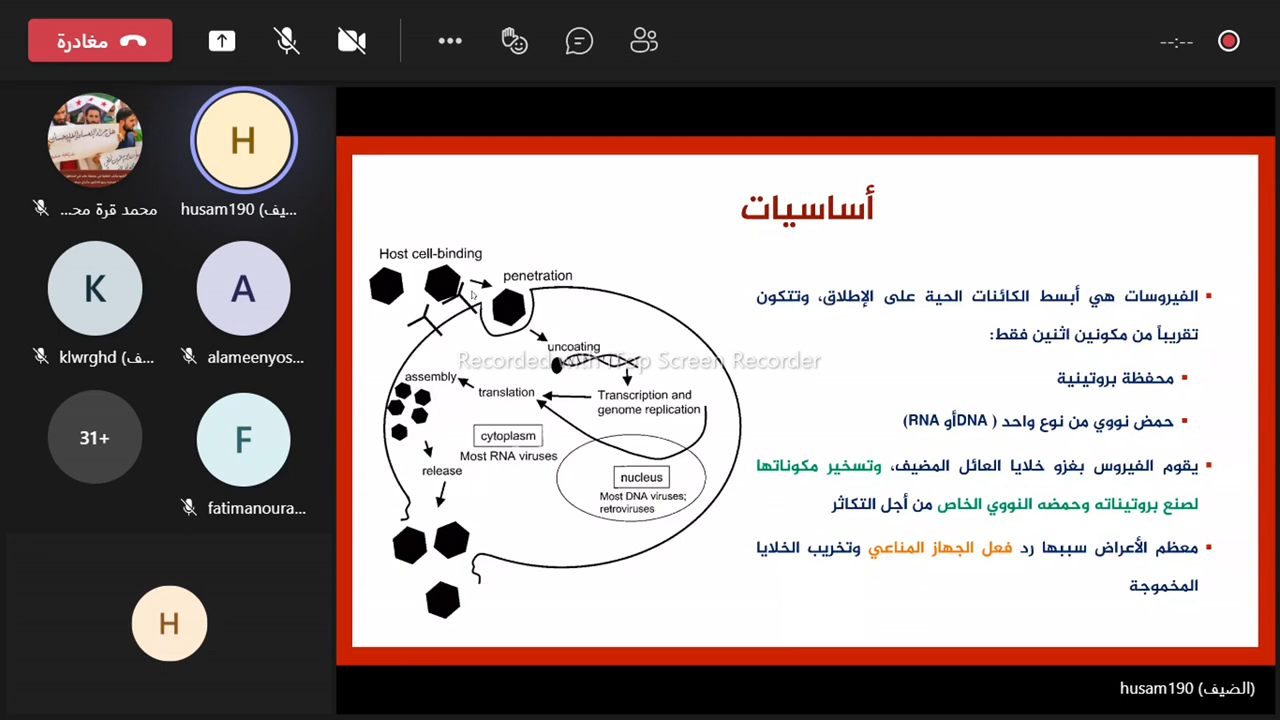 مغادرة
--:--
H
محمد قرة محـ...
husam190 (يف...
K
A
klwrghd (ف...
alameenyos...
31+
F
fatimanoura...
H
أساسيات
الفيروسات هي أبسط الكائنات الحية على الإطلاق، وتتكون
تقريباً من مكونين اثنين فقط:
محفظة بروتينية
حمض نووي من نوع واحد ( DNAأو RNA)
يقوم الفيروس بغزو خلايا العائل المضيف، وتسخير مكوناتها
لصنع بروتيناته وحمضه النووي الخاص من أجل التكاثر
معظم الأعراض سببها رد فعل الجهاز المناعي وتخريب الخلايا
المخموجة
Host cell-binding
penetration
uncoating
Recorded with Top Screen Recorder
assembly
translation
Transcription and
genome replication
cytoplasm
Most RNA viruses
release
nucleus
Most DNA viruses;
retroviruses
husam190 (الضيف)